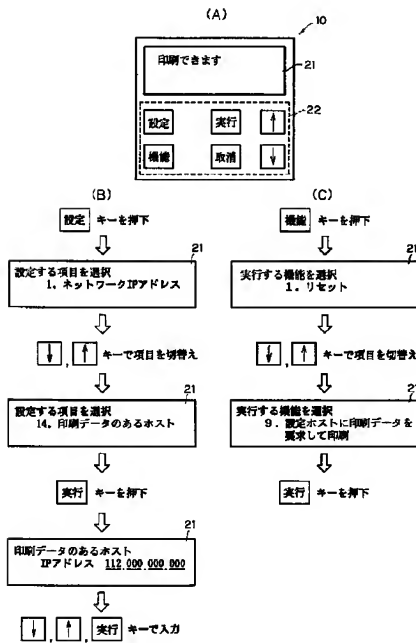 (A)
10
印刷できます
21
22
設定
実行
↑
機能
取消
↓
(B)
設定 キーを押下
21
設定する項目を選択
1. ネットワークIPアドレス
↓, ↑ キーで項目を切替え
21
設定する項目を選択
14. 印刷データのあるホスト
実行 キーを押下
21
印刷データのあるホスト
IPアドレス 112.000.000.000
↓, ↑, 実行 キーで入力
(C)
機能 キーを押下
21
実行する機能を選択
1. リセット
↓, ↑ キーで項目を切替え
実行する機能を選択
9. 設定ホストに印刷データを
要求して印刷
実行 キーを押下